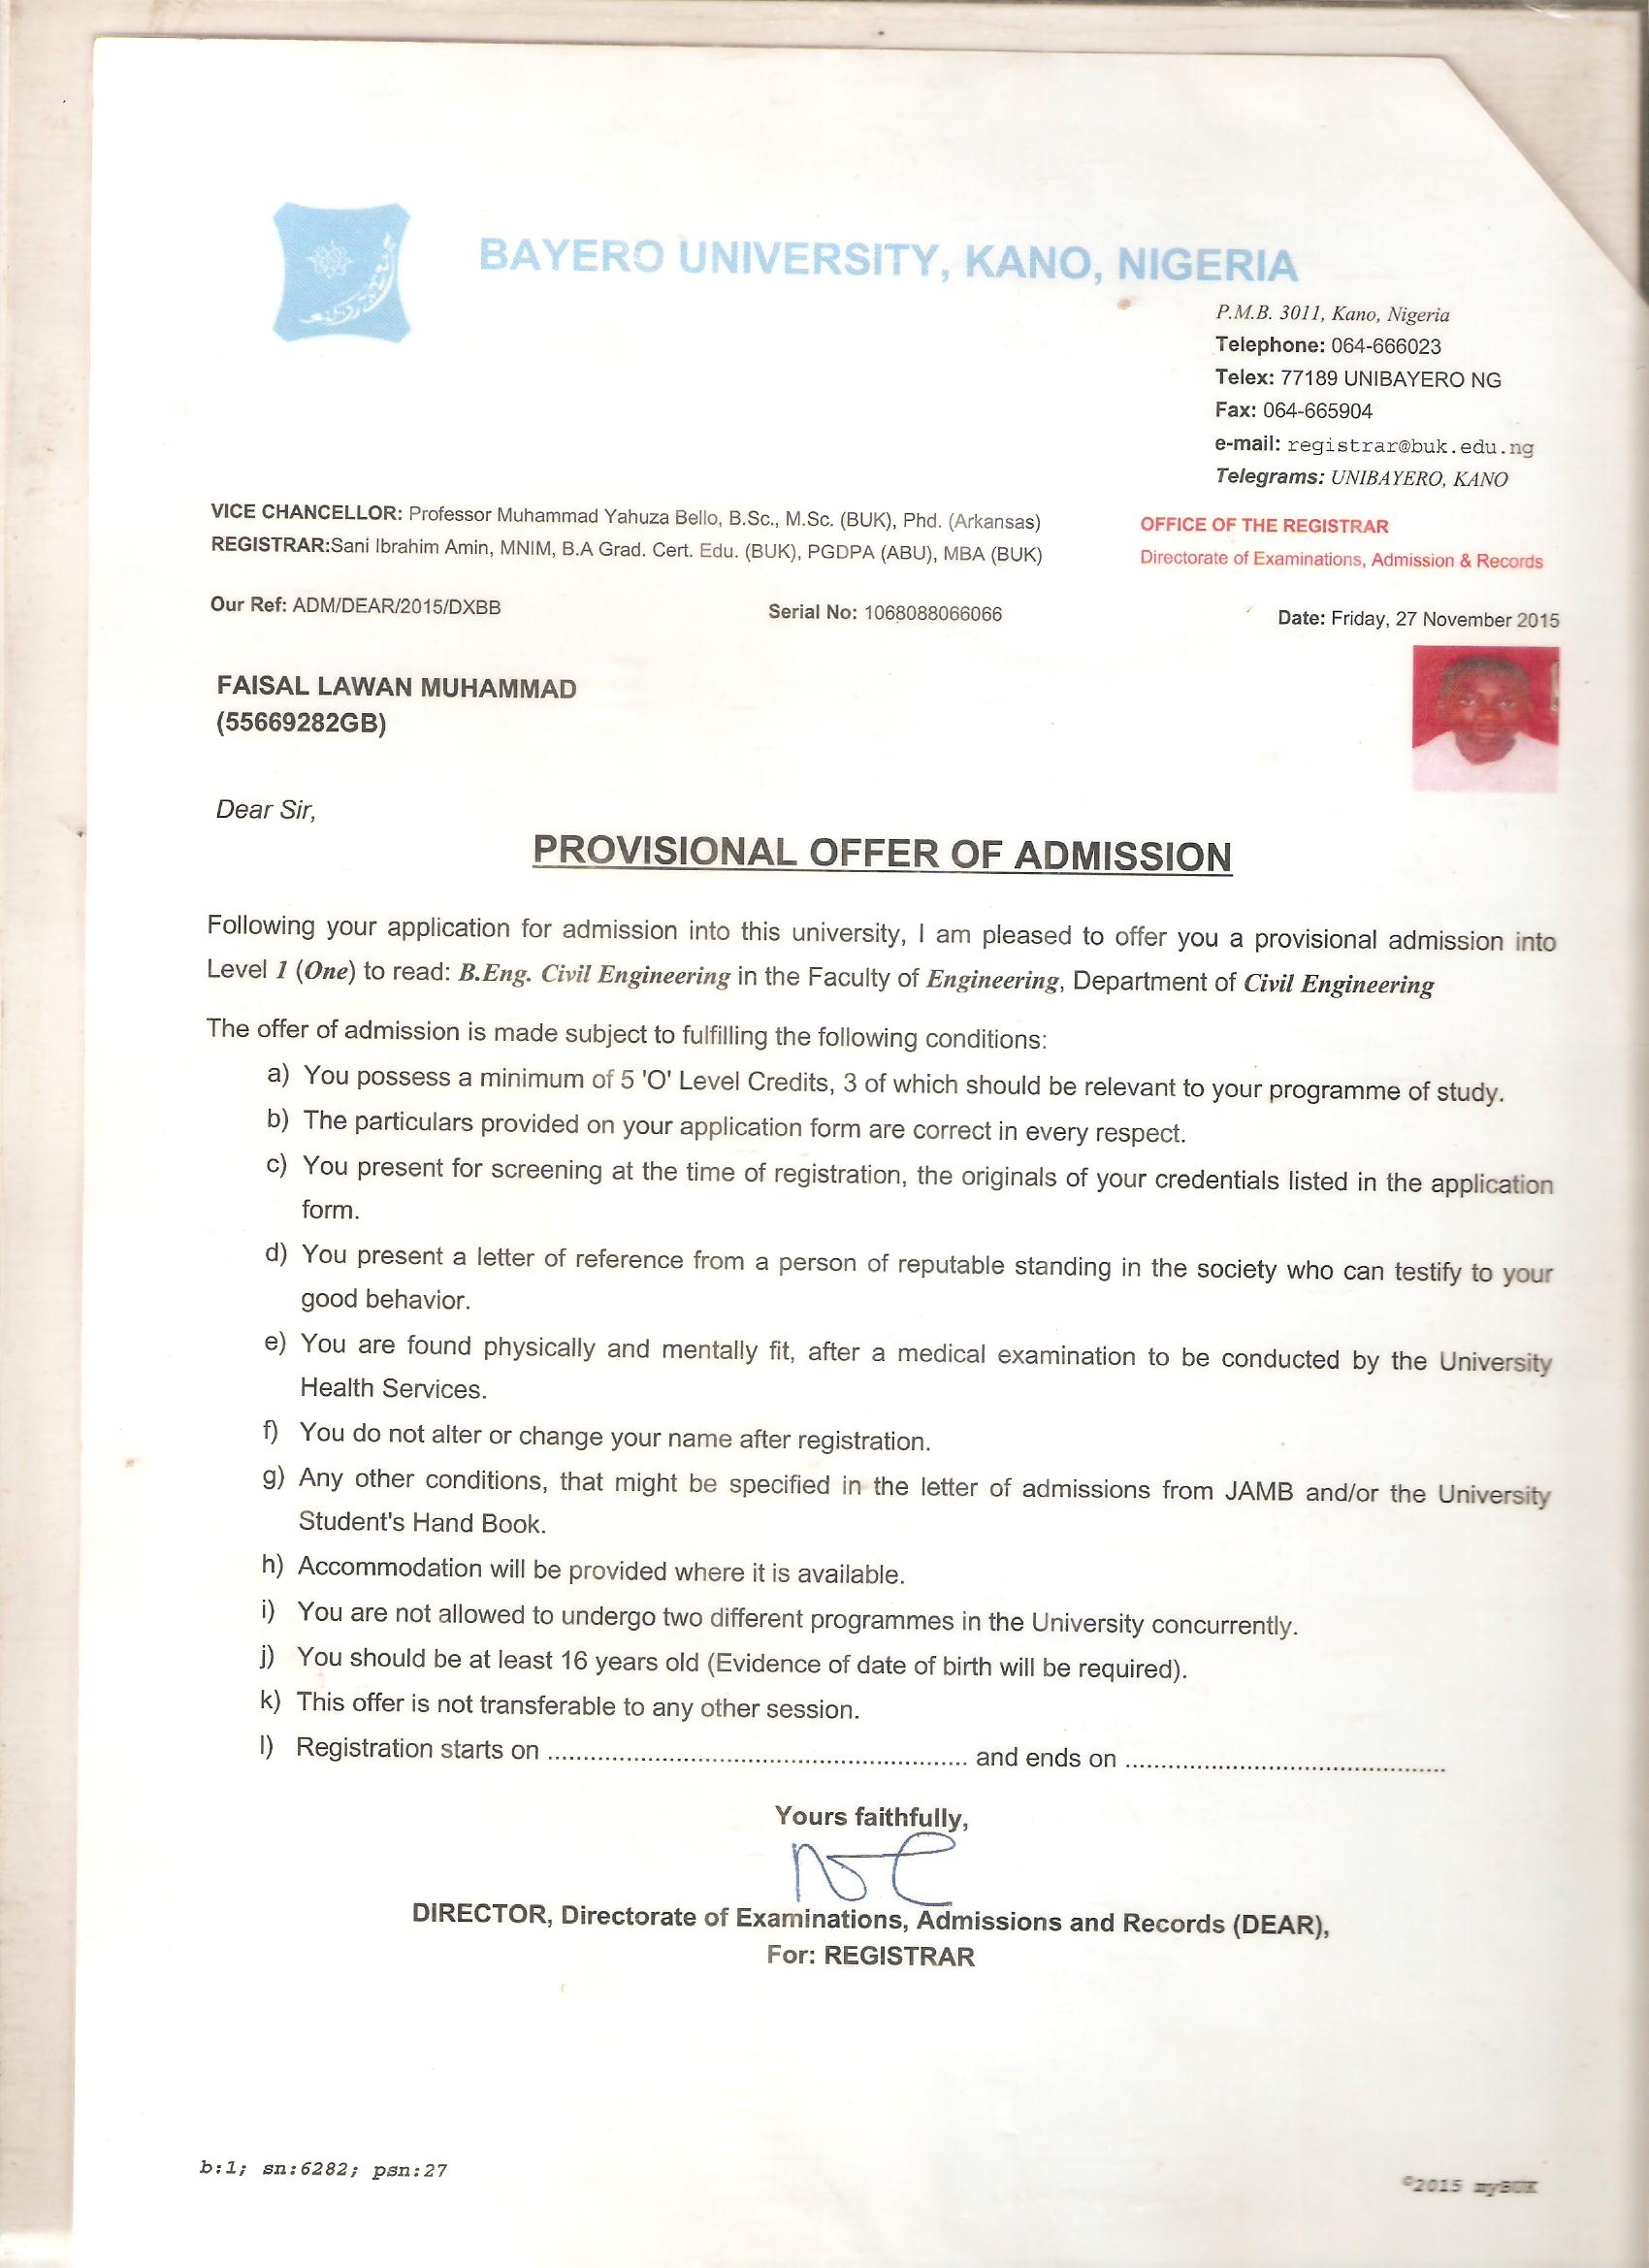 BAYERO UNIVERSITY, KANO, NIGERIA
P.M.B. 3011, Kano, Nigeria
Telephone: 064-666023
Telex: 77189 UNIBAYERO NG
Fax: 064-665904
e-mail: registrar@buk.edu.ng
Telegrams: UNIBAYERO, KANO
VICE CHANCELLOR: Professor Muhammad Yahuza Bello, B.Sc., M.Sc. (BUK), Phd. (Arkansas)
REGISTRAR:Sani Ibrahim Amin, MNIM, B.A Grad. Cert. Edu. (BUK), PGDPA (ABU), MBA (BUK)
OFFICE OF THE REGISTRAR
Directorate of Examinations, Admission & Records
Our Ref: ADM/DEAR/2015/DXBB Serial No: 1068088066066 Date: Friday, 27 November 2015
FAISAL LAWAN MUHAMMAD
(55669282GB)
Dear Sir,
PROVISIONAL OFFER OF ADMISSION
Following your application for admission into this university, I am pleased to offer you a provisional admission into
Level 1 (One) to read: B.Eng. Civil Engineering in the Faculty of Engineering, Department of Civil Engineering
The offer of admission is made subject to fulfilling the following conditions:
a) You possess a minimum of 5 'O' Level Credits, 3 of which should be relevant to your programme of study.
b) The particulars provided on your application form are correct in every respect.
c) You present for screening at the time of registration, the originals of your credentials listed in the application
form.
d) You present a letter of reference from a person of reputable standing in the society who can testify to your
good behavior.
e) You are found physically and mentally fit, after a medical examination to be conducted by the University
Health Services.
f) You do not alter or change your name after registration.
g) Any other conditions, that might be specified in the letter of admissions from JAMB and/or the University
Student's Hand Book.
h) Accommodation will be provided where it is available.
i) You are not allowed to undergo two different programmes in the University concurrently.
j) You should be at least 16 years old (Evidence of date of birth will be required).
k) This offer is not transferable to any other session.
l) Registration starts on ............................................................ and ends on ..............................................
Yours faithfully,
DIRECTOR, Directorate of Examinations, Admissions and Records (DEAR),
For: REGISTRAR
b:1; sn:6282; psn:27
©2015 myBUK